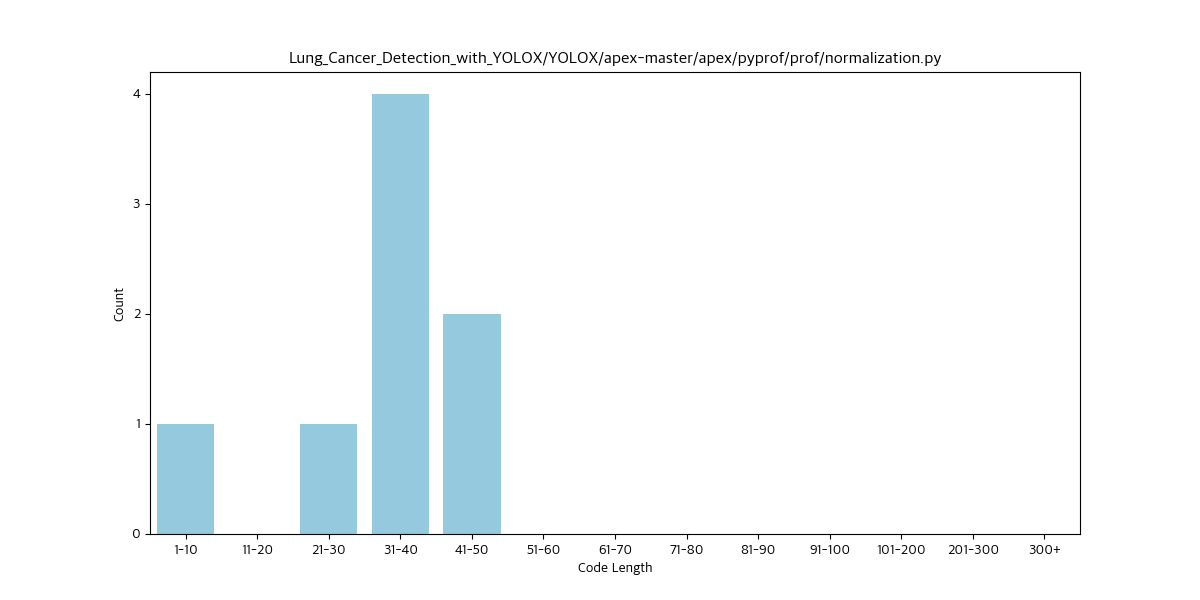 Lung_Cancer_Detection_with_YOLOX/YOLOX/apex-master/apex/pyprof/prof/normalization.py
4
3
2
1
0
Count
1-10 11-20 21-30 31-40 41-50 51-60 61-70 71-80 81-90 91-100 101-200 201-300 300+
Code Length